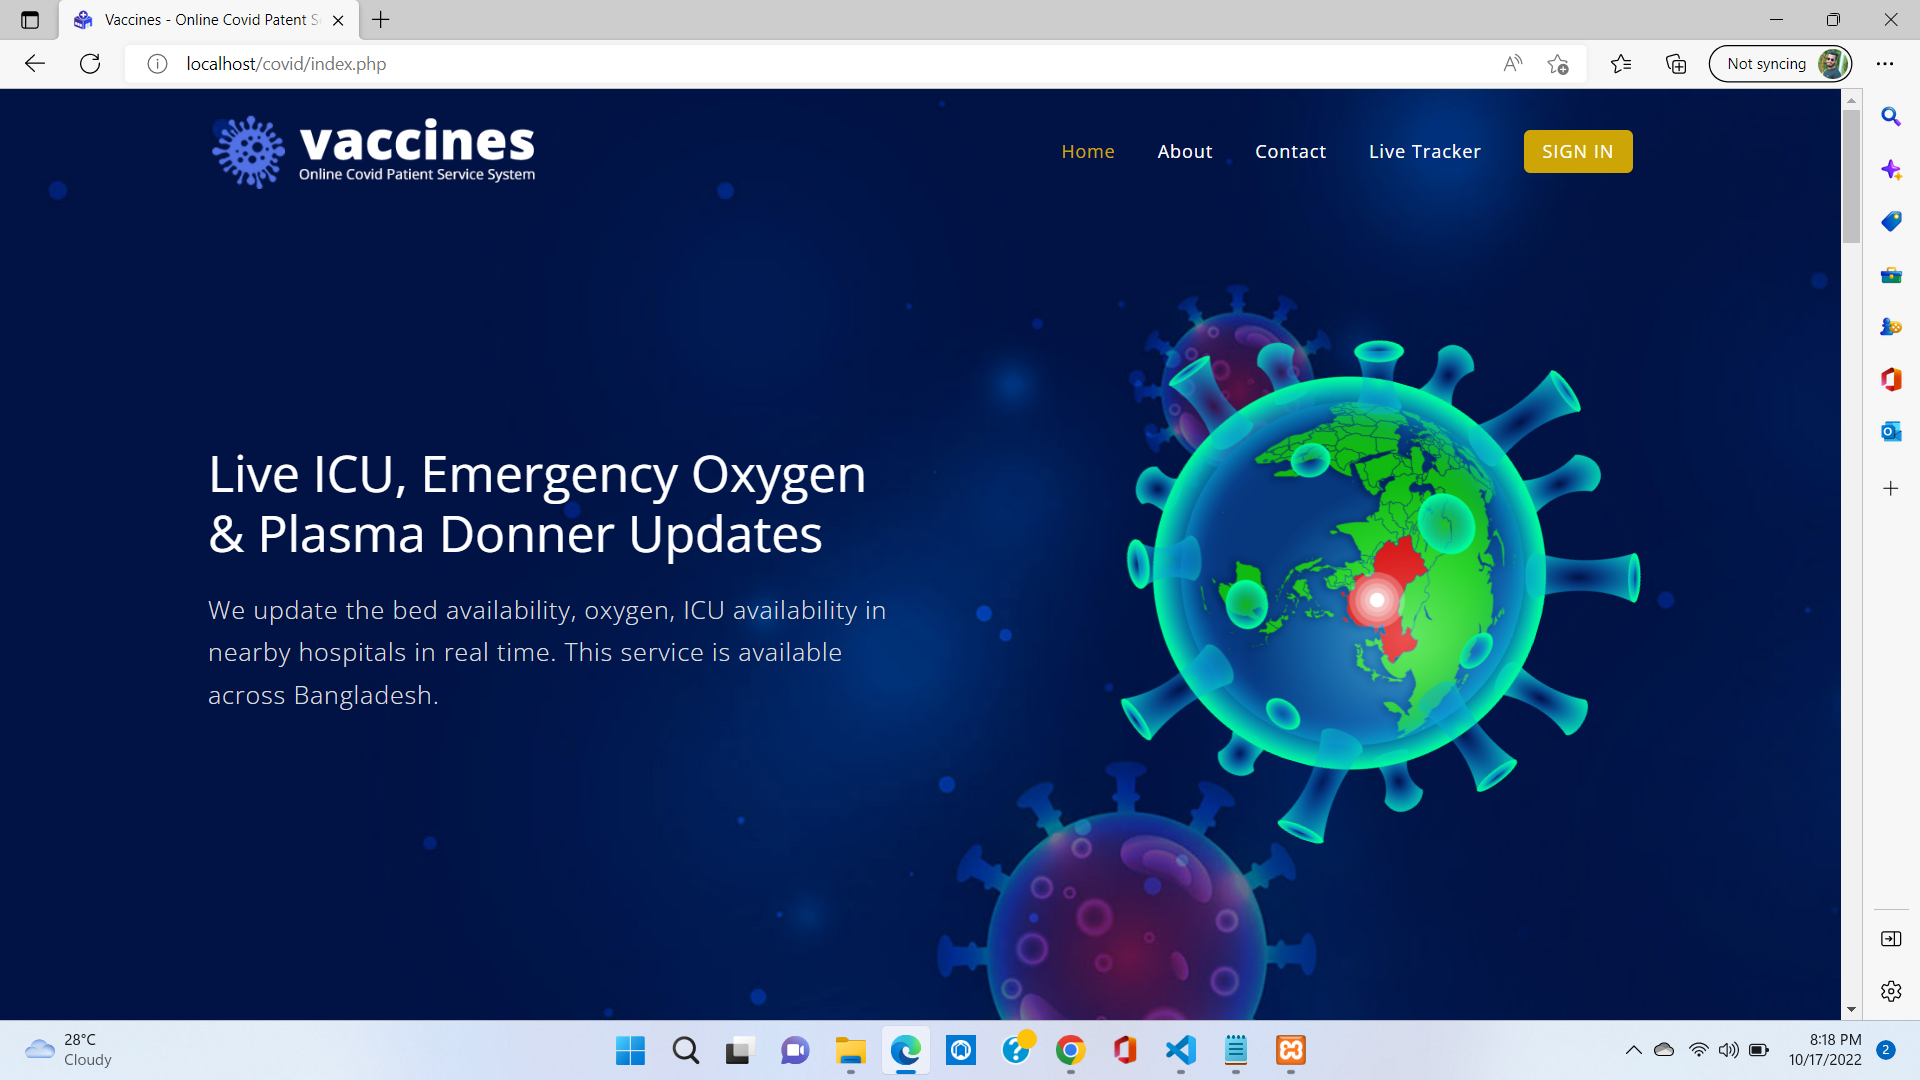 Vaccines - Online Covid Patent S
localhost/covid/index.php
Not syncing
vaccines
Online Covid Patient Service System
Home
About
Contact
Live Tracker
SIGN IN
Live ICU, Emergency Oxygen
& Plasma Donner Updates
We update the bed availability, oxygen, ICU availability in
nearby hospitals in real time. This service is available
across Bangladesh.
28°C
Cloudy
8:18 PM
10/17/2022
2